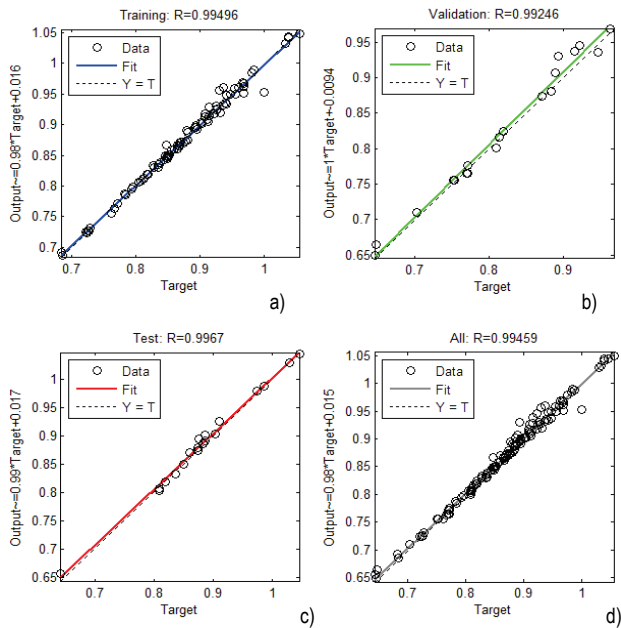 Training: R=0.99496
Output~=0.98*Target+0.016
1.05
1
0.95
0.9
0.85
0.8
0.75
0.7
Data
Fit
Y = T
0.7 0.8 0.9 1
Target
a)
Validation: R=0.99246
Output~=1*Target+0.0094
0.95
0.9
0.85
0.8
0.75
0.7
0.65
Data
Fit
Y = T
0.7 0.8 0.9
Target
b)
Test: R=0.9967
Output~=0.99*Target+0.017
1
0.95
0.9
0.85
0.8
0.75
0.7
0.65
Data
Fit
Y = T
0.7 0.8 0.9 1
Target
c)
All: R=0.99459
Output~=0.98*Target+0.015
1.05
1
0.95
0.9
0.85
0.8
0.75
0.7
0.65
Data
Fit
Y = T
0.7 0.8 0.9 1
Target
d)